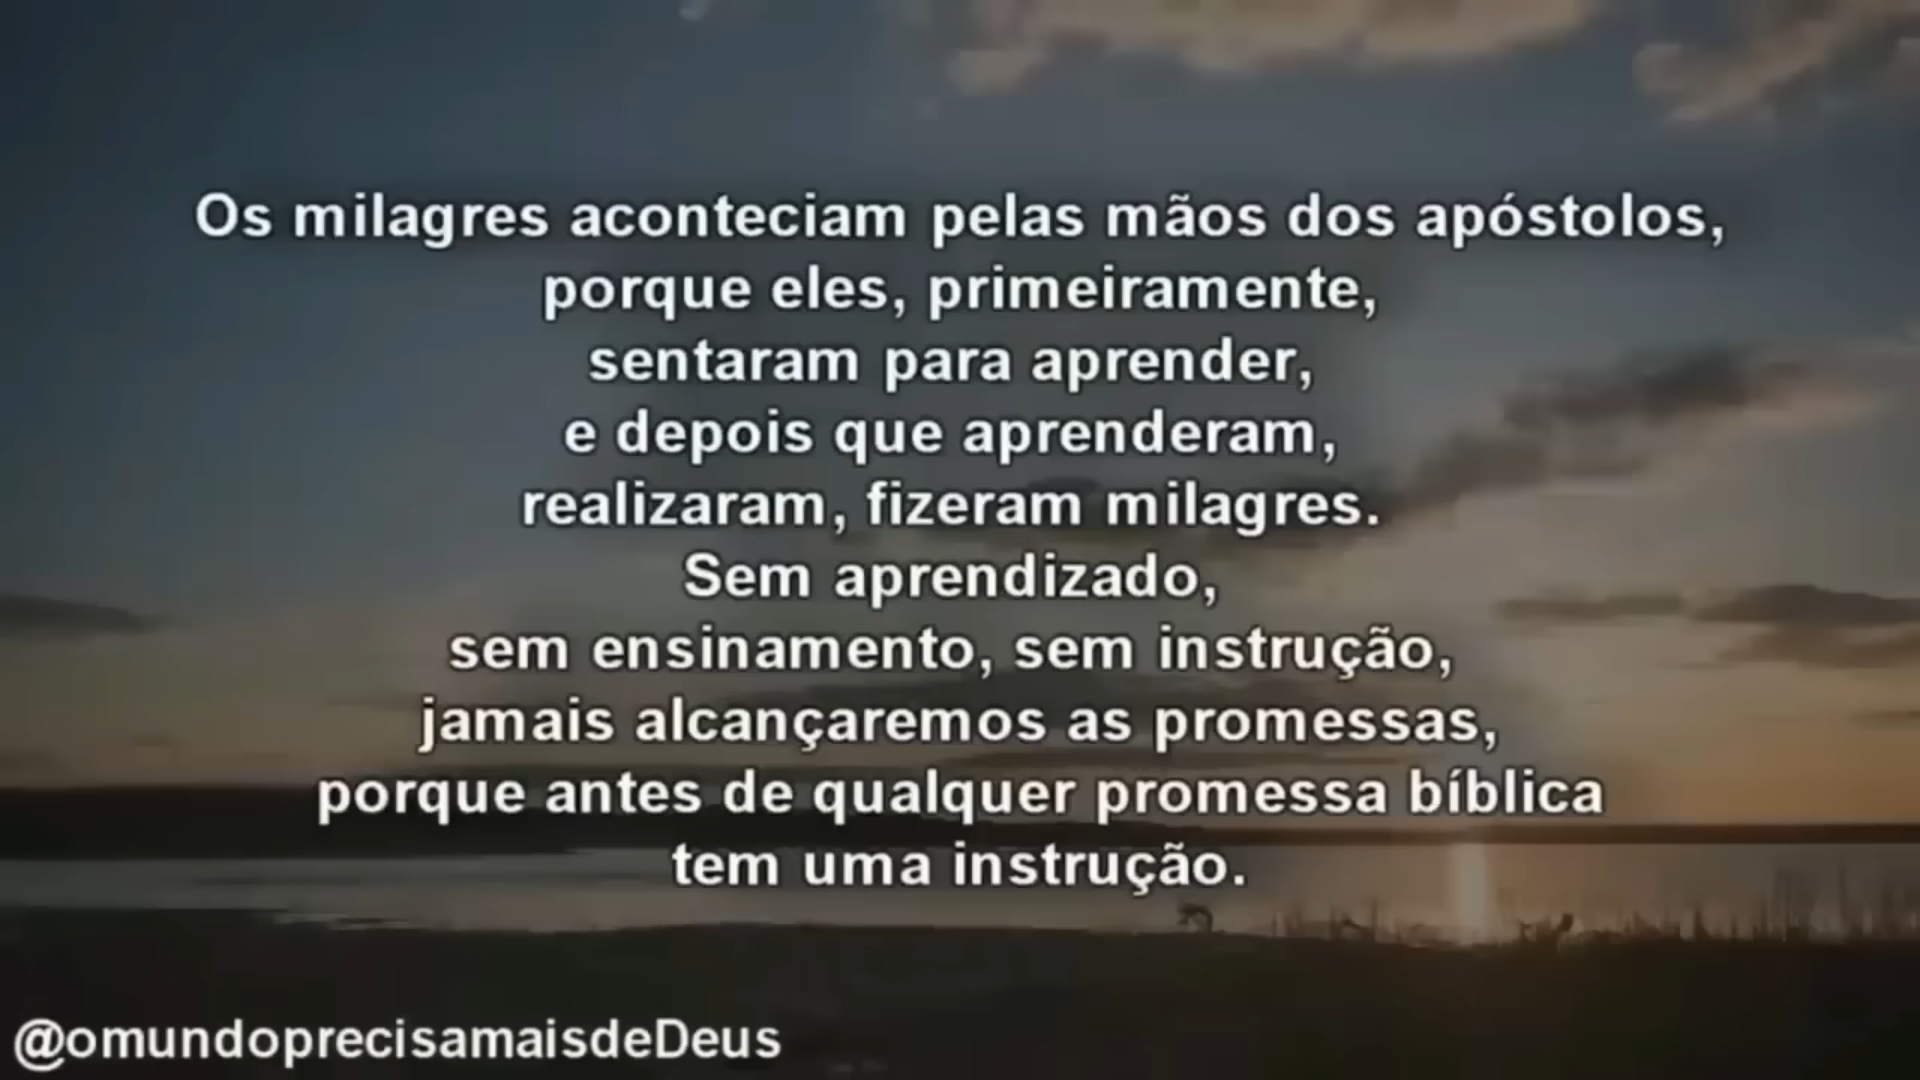 Os milagres aconteciam pelas mãos dos apóstolos,
porque eles, primeiramente,
sentaram para aprender,
e depois que aprenderam,
realizaram, fizeram milagres.
Sem aprendizado,
sem ensinamento, sem instrução,
jamais alcançaremos as promessas,
porque antes de qualquer promessa bíblica
tem uma instrução.
@omundoprecisamaisdeDeus